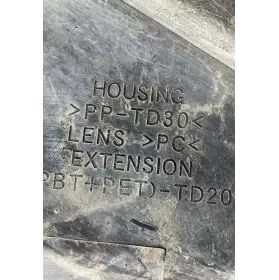 HOUSING
>PP-TD30<
LENS >PC<
EXTENSION
PBT+PET)-TD20